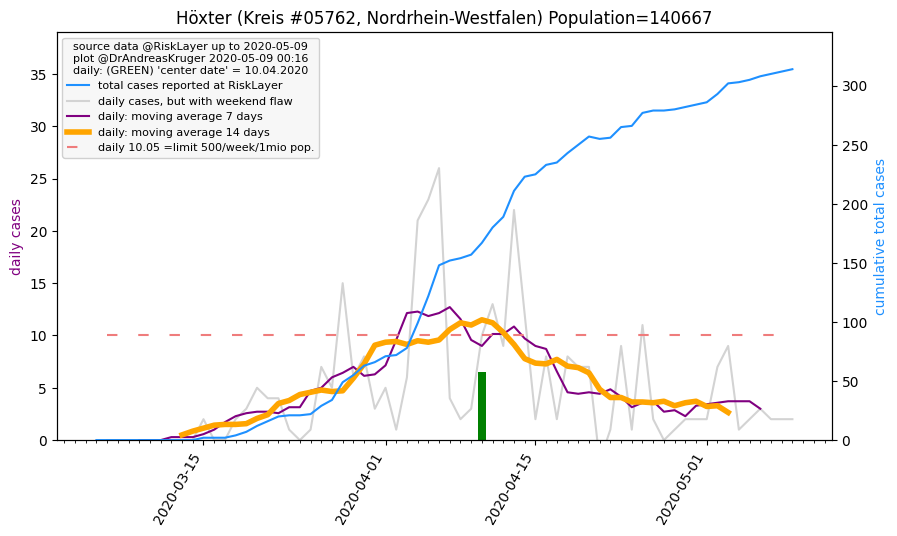 Höxter (Kreis #05762, Nordrhein-Westfalen) Population=140667
source data @RiskLayer up to 2020-05-09
plot @DrAndreasKruger 2020-05-09 00:16
daily: (GREEN) 'center date' = 10.04.2020
total cases reported at RiskLayer
daily cases, but with weekend flaw
daily: moving average 7 days
daily: moving average 14 days
daily 10.05 =limit 500/week/1mio pop.
daily cases
35
30
25
20
15
10
5
0
cumulative total cases
300
250
200
150
100
50
0
2020-03-15
2020-04-01
2020-04-15
2020-05-01